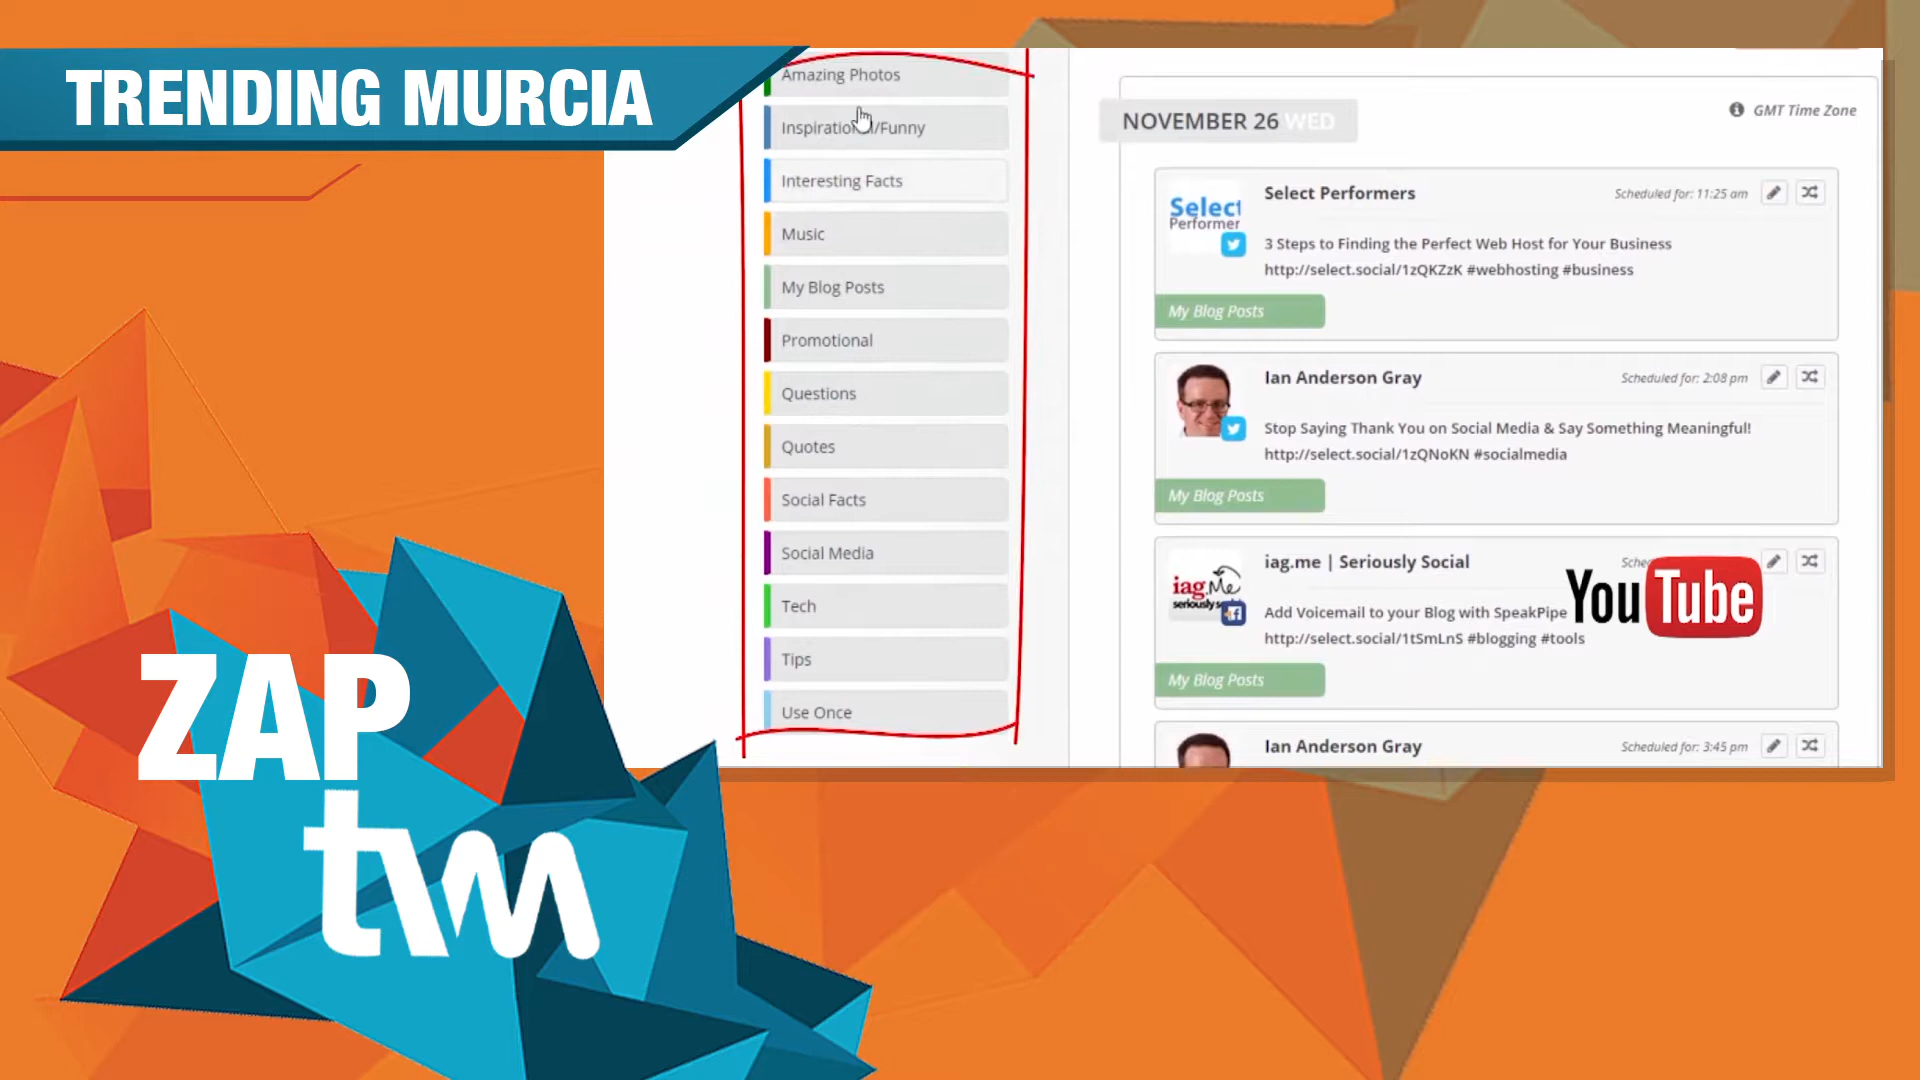 TRENDING MURCIA
Amazing Photos
Inspirational/Funny
Interesting Facts
Music
My Blog Posts
Promotional
Questions
Quotes
Social Facts
Social Media
Tech
Tips
Use Once
NOVEMBER 26 WED
GMT Time Zone
Select Performers
Scheduled for: 11:25 am
Select
Performer
3 Steps to Finding the Perfect Web Host for Your Business
http://select.social/1zQKZzK #webhosting #business
My Blog Posts
Ian Anderson Gray
Scheduled for: 2:08 pm
Stop Saying Thank You on Social Media & Say Something Meaningful!
http://select.social/1zQNoKN #socialmedia
My Blog Posts
iag.me | Seriously Social
Sche
iag.Me
seriously
Add Voicemail to your Blog with SpeakPipe
http://select.social/1tSmLnS #blogging #tools
My Blog Posts
YouTube
Ian Anderson Gray
Scheduled for: 3:45 pm
ZAP
tm